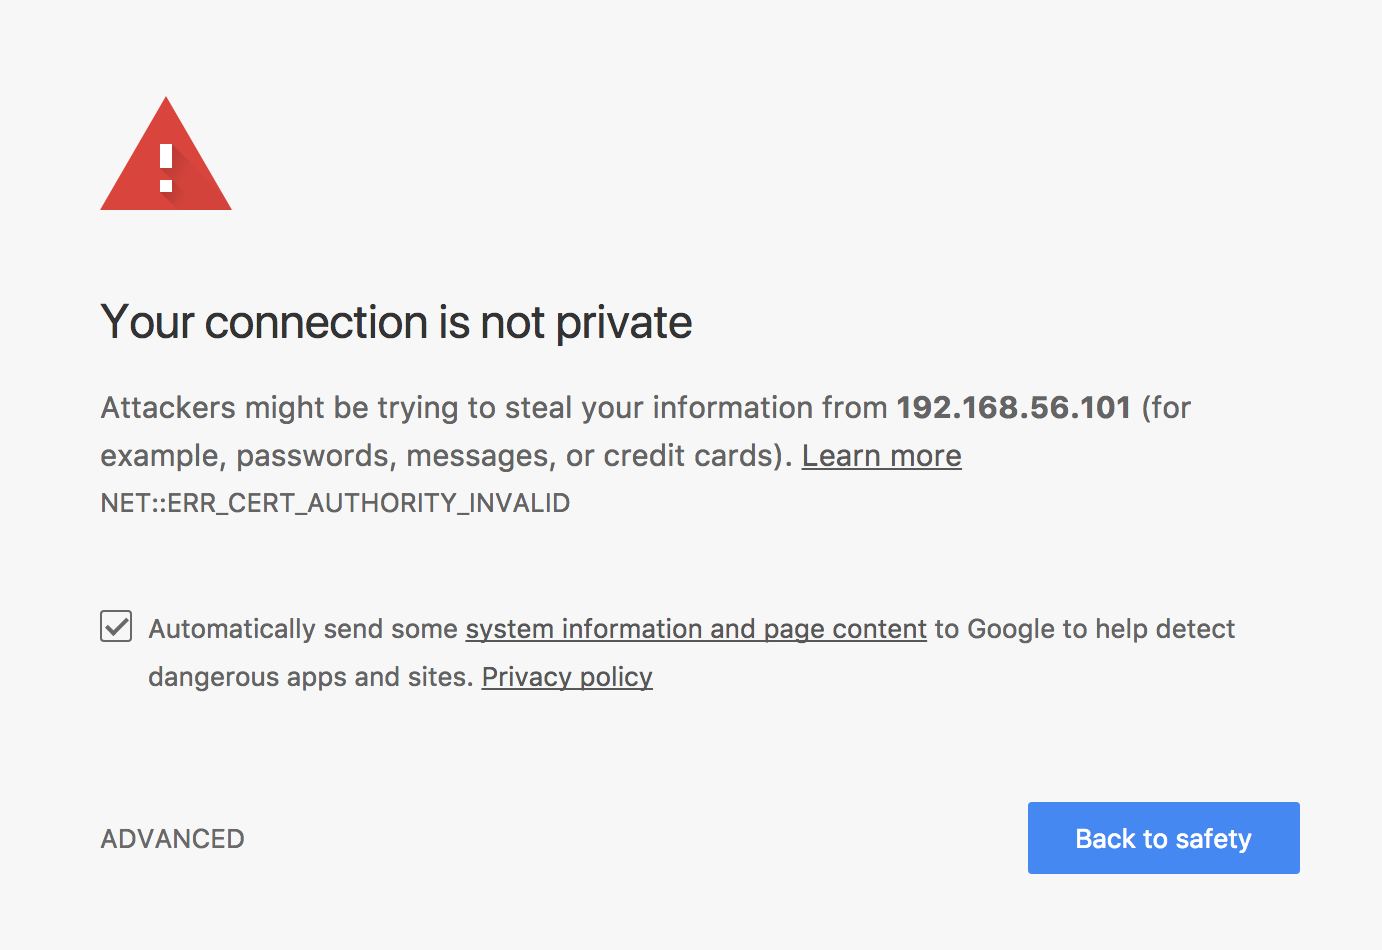 Your connection is not private
Attackers might be trying to steal your information from 192.168.56.101 (for
example, passwords, messages, or credit cards). Learn more
NET::ERR_CERT_AUTHORITY_INVALID
Automatically send some system information and page content to Google to help detect
dangerous apps and sites. Privacy policy
ADVANCED
Back to safety